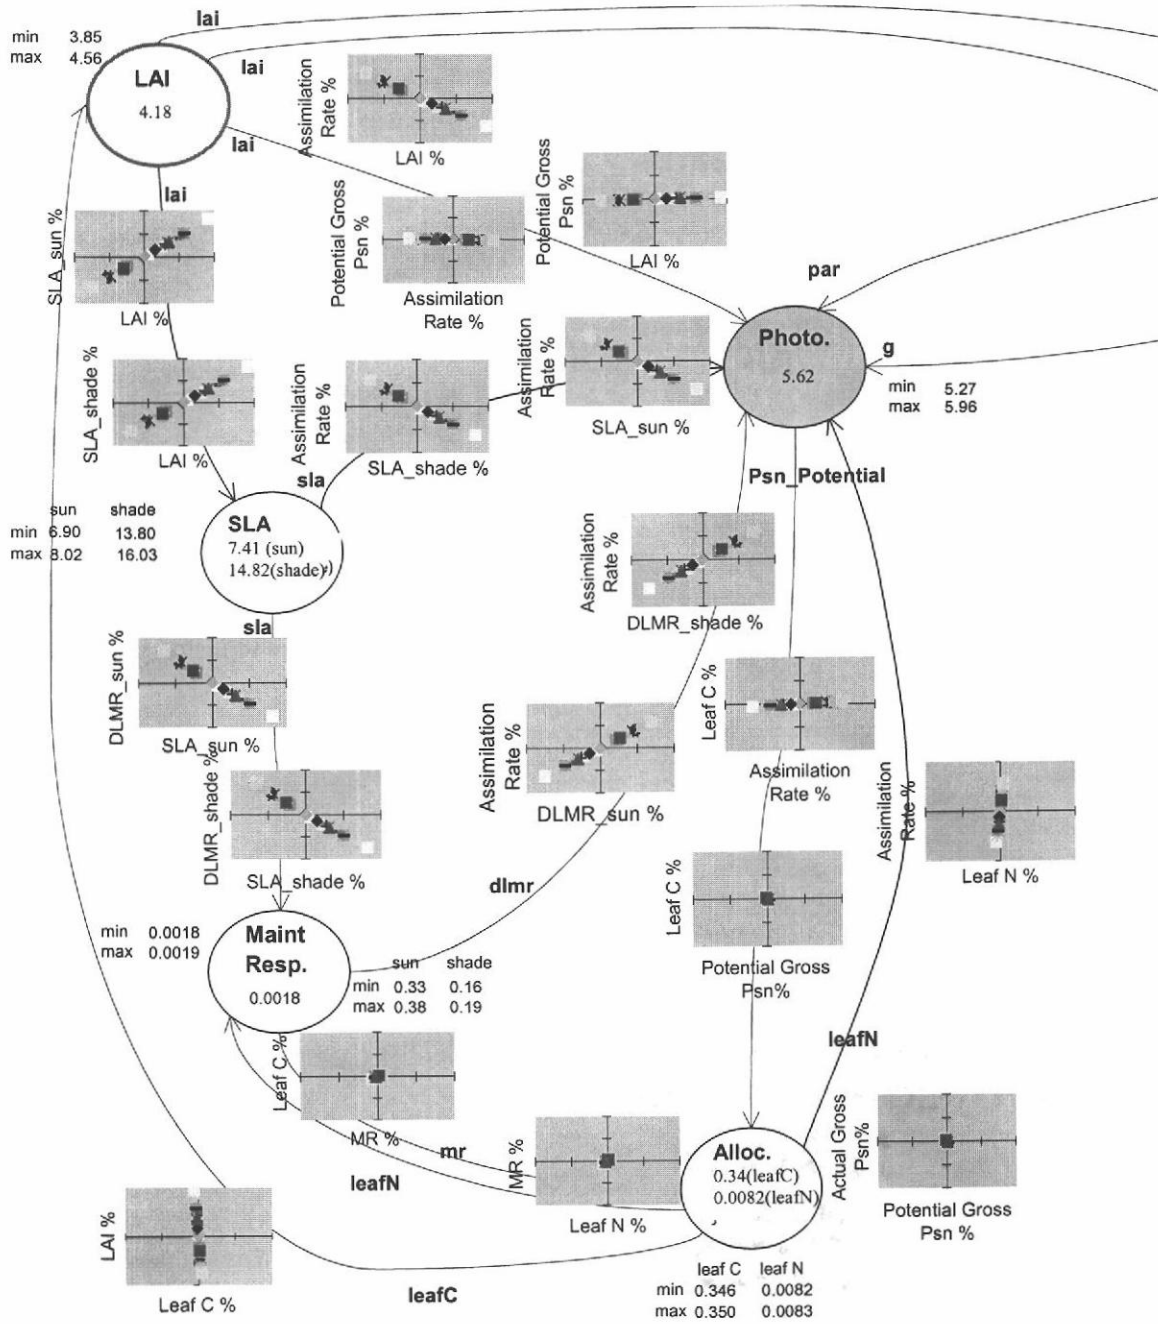 lai
min 3.85
max 4.56
LAI
4.18
lai
Assimilation
Rate %
LAI %
lai
lai
SLA_sun %
LAI %
Potential Gross
Psn %
Assimilation
Rate %
Potential Gross
Psn %
LAI %
par
Photo.
5.62
g
min 5.27
max 5.96
Assimilation
Rate %
SLA_sun %
SLA_shade %
LAI %
Assimilation
Rate %
SLA_shade %
sla
Psn_Potential
sun shade
min 6.90 13.80
max 8.02 16.03
SLA
7.41 (sun)
14.82(shade)
sla
Assimilation
Rate %
DLMR_shade %
DLMR_sun %
SLA_sun %
Leaf C %
Assimilation
Rate %
Assimilation
Rate %
DLMR_sun %
DLMR_shade %
SLA_shade %
Assimilation
Rate %
Leaf N %
dlmr
Leaf C %
Potential Gross
Psn%
min 0.0018
max 0.0019
Maint
Resp.
0.0018
sun shade
min 0.33 0.16
max 0.38 0.19
leafN
Leaf C %
MR %
mr
leafN
MR %
Leaf N %
Alloc.
0.34(leafC)
0.0082(leafN)
Actual Gross
Psn%
Potential Gross
Psn %
LAI %
Leaf C %
leafC
leaf C leaf N
min 0.346 0.0082
max 0.350 0.0083